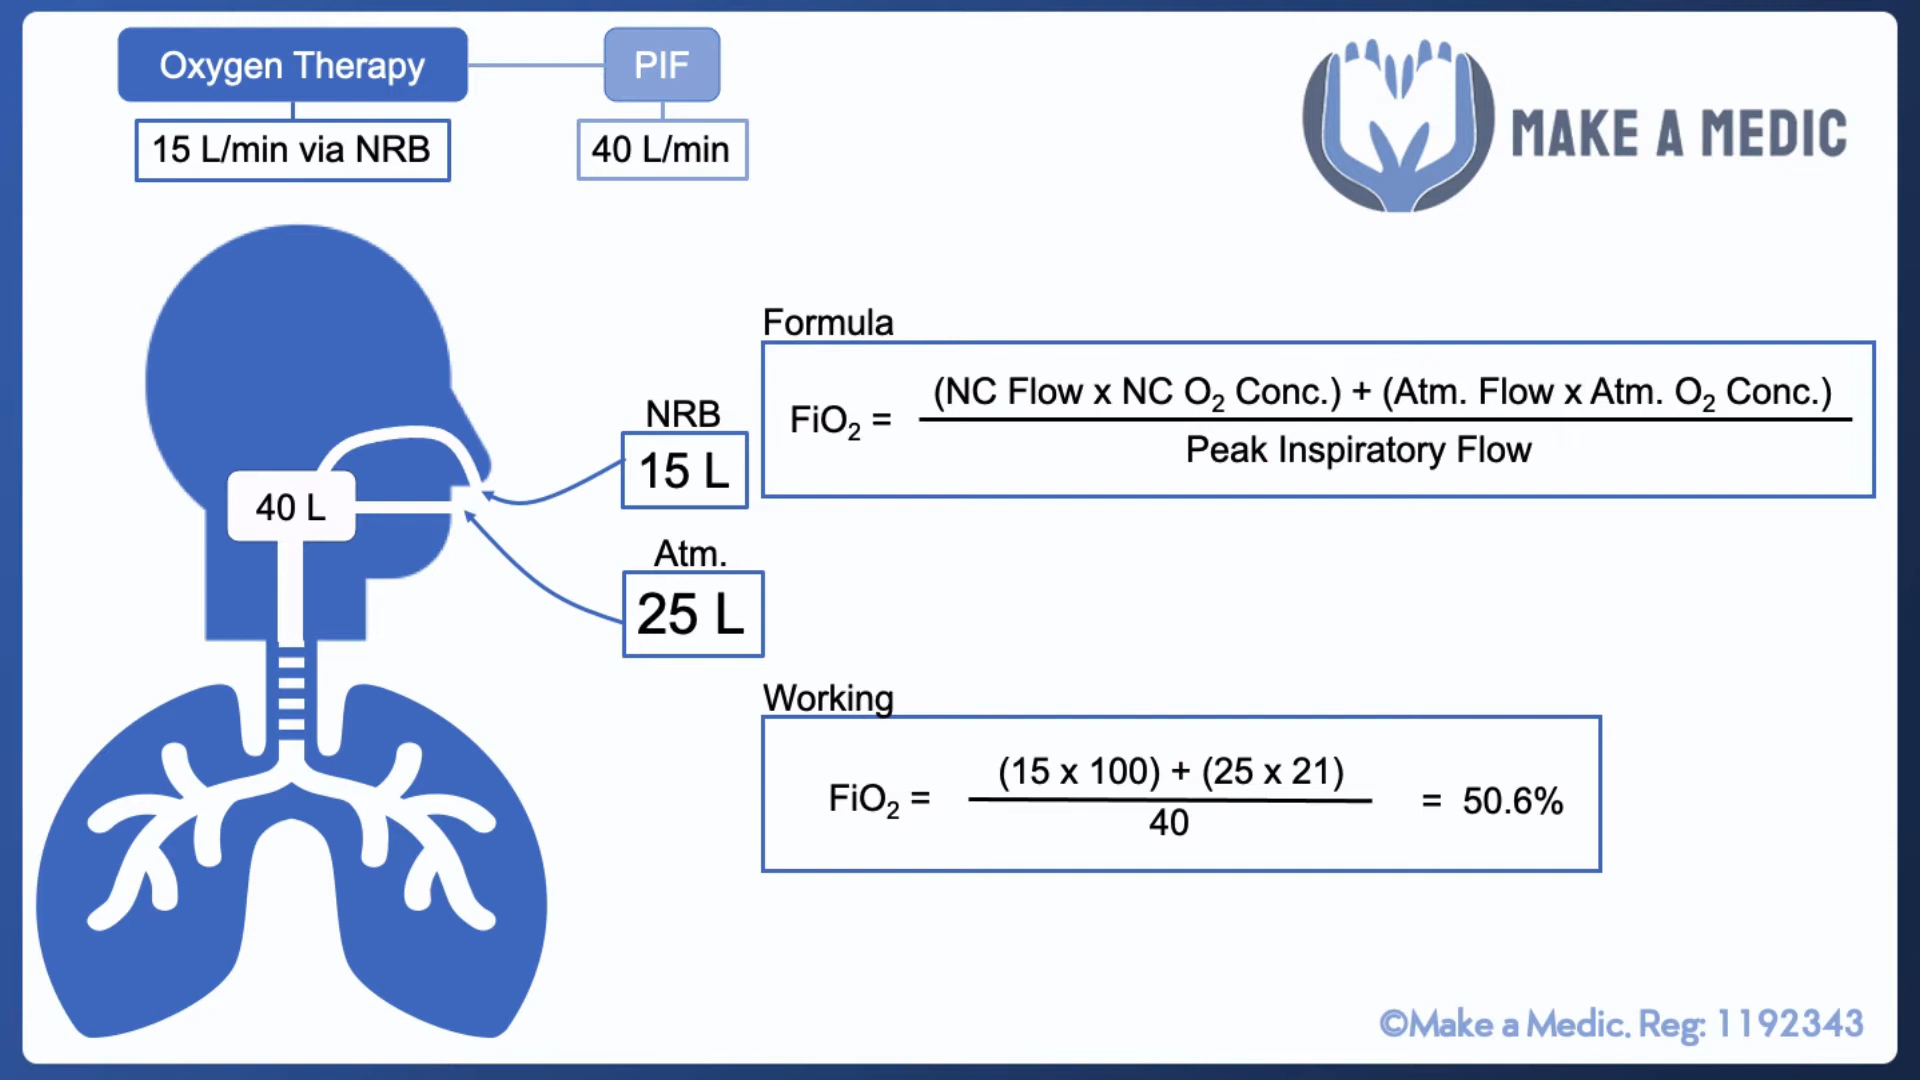 Oxygen Therapy
PIF
15 L/min via NRB
40 L/min
MAKE A MEDIC
Formula
FiO₂ =
(NC Flow x NC O₂ Conc.) + (Atm. Flow x Atm. O₂ Conc.)
Peak Inspiratory Flow
NRB
15 L
40 L
Atm.
25 L
Working
FiO₂ =
(15 x 100) + (25 x 21)
40
= 50.6%
©Make a Medic. Reg: 1192343